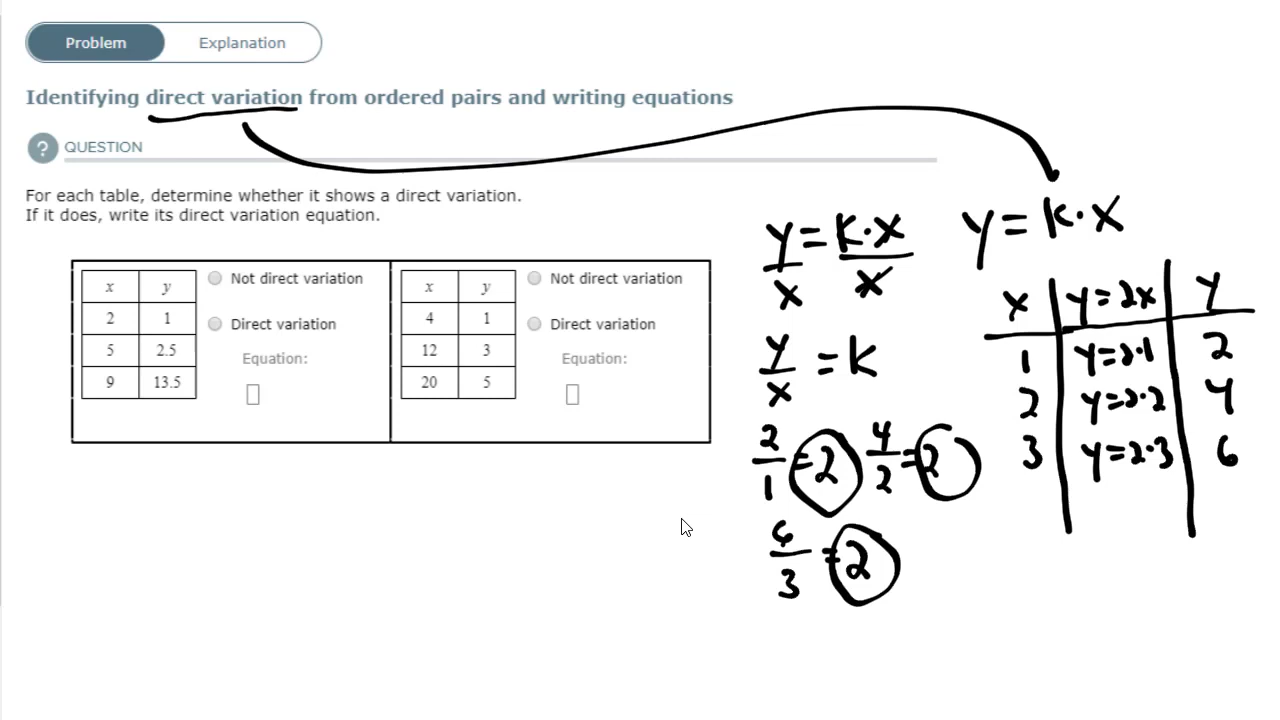 Problem Explanation
Identifying direct variation from ordered pairs and writing equations
? QUESTION
For each table, determine whether it shows a direct variation.
If it does, write its direct variation equation.
x y
2 1
5 2.5
9 13.5
Not direct variation
Direct variation
Equation:
x y
4 1
12 3
20 5
Not direct variation
Direct variation
Equation:
y = k·x
y/x = k·x/x
y/x = k
2/1 = 2 4/2 = 2
6/3 = 2
x y=2x y
1 y=2·1 2
2 y=2·2 4
3 y=2·3 6